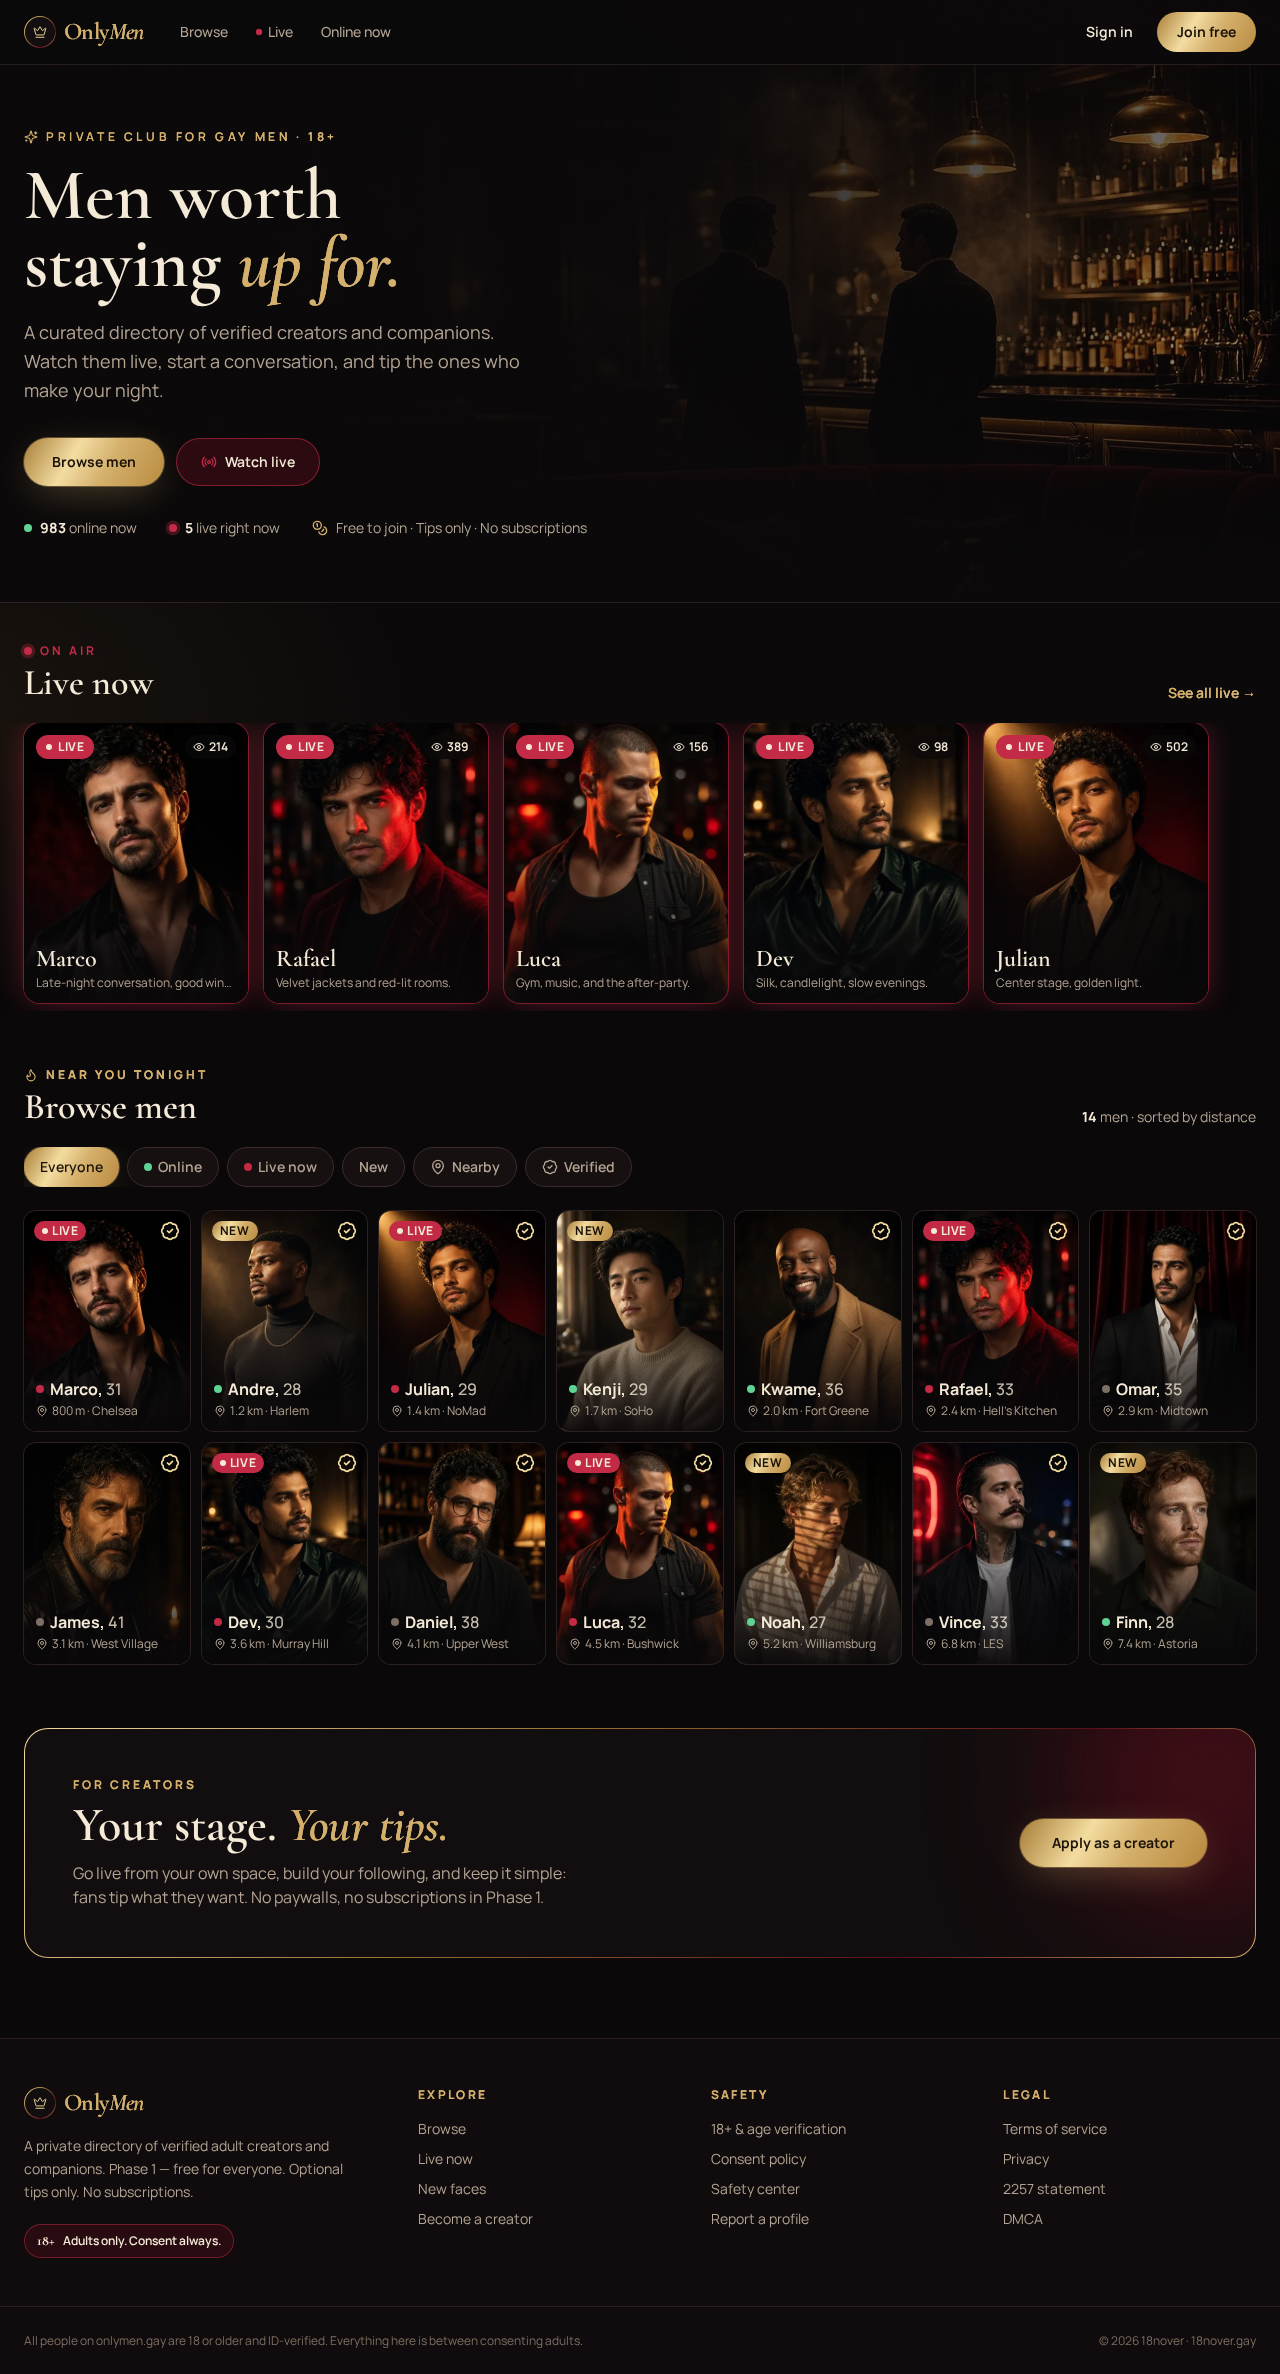 OnlyMen
Browse
Live
Online now
Sign in
Join free
PRIVATE CLUB FOR GAY MEN · 18+
Men worth
staying up for.
A curated directory of verified creators and companions.
Watch them live, start a conversation, and tip the ones who
make your night.
Browse men
Watch live
983 online now
5 live right now
Free to join · Tips only · No subscriptions
ON AIR
Live now
See all live →
LIVE
214
Marco
Late-night conversation, good win...
LIVE
389
Rafael
Velvet jackets and red-lit rooms.
LIVE
156
Luca
Gym, music, and the after-party.
LIVE
98
Dev
Silk, candlelight, slow evenings.
LIVE
502
Julian
Center stage, golden light.
NEAR YOU TONIGHT
Browse men
14 men · sorted by distance
Everyone
Online
Live now
New
Nearby
Verified
LIVE
Marco, 31
800 m · Chelsea
NEW
Andre, 28
1.2 km · Harlem
LIVE
Julian, 29
1.4 km · NoMad
NEW
Kenji, 29
1.7 km · SoHo
Kwame, 36
2.0 km · Fort Greene
LIVE
Rafael, 33
2.4 km · Hell's Kitchen
Omar, 35
2.9 km · Midtown
James, 41
3.1 km · West Village
LIVE
Dev, 30
3.6 km · Murray Hill
Daniel, 38
4.1 km · Upper West
LIVE
Luca, 32
4.5 km · Bushwick
NEW
Noah, 27
5.2 km · Williamsburg
Vince, 33
6.8 km · LES
NEW
Finn, 28
7.4 km · Astoria
FOR CREATORS
Your stage. Your tips.
Go live from your own space, build your following, and keep it simple:
fans tip what they want. No paywalls, no subscriptions in Phase 1.
Apply as a creator
OnlyMen
A private directory of verified adult creators and
companions. Phase 1 — free for everyone. Optional
tips only. No subscriptions.
18+ Adults only. Consent always.
EXPLORE
Browse
Live now
New faces
Become a creator
SAFETY
18+ & age verification
Consent policy
Safety center
Report a profile
LEGAL
Terms of service
Privacy
2257 statement
DMCA
All people on onlymen.gay are 18 or older and ID-verified. Everything here is between consenting adults.
© 2026 18nover · 18nover.gay